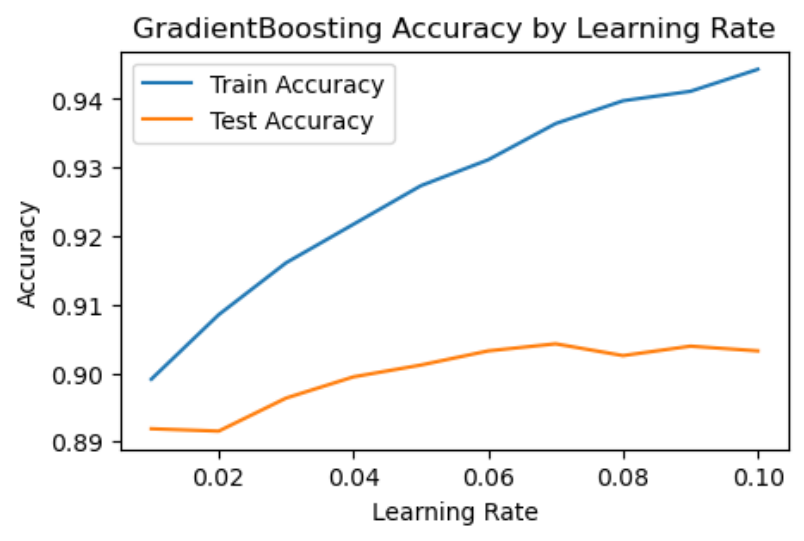 GradientBoosting Accuracy by Learning Rate
Train Accuracy
Test Accuracy
0.94
0.93
0.92
0.91
0.90
0.89
Accuracy
0.02
0.04
0.06
0.08
0.10
Learning Rate